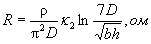 R = ρ/(π²D) κ₂ ln 7D/√(bh), ом